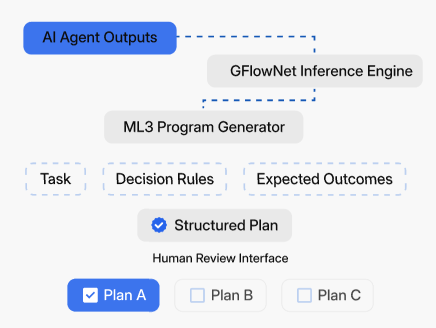 AI Agent Outputs
GFlowNet Inference Engine
ML3 Program Generator
Task
Decision Rules
Expected Outcomes
Structured Plan
Human Review Interface
Plan A
Plan B
Plan C